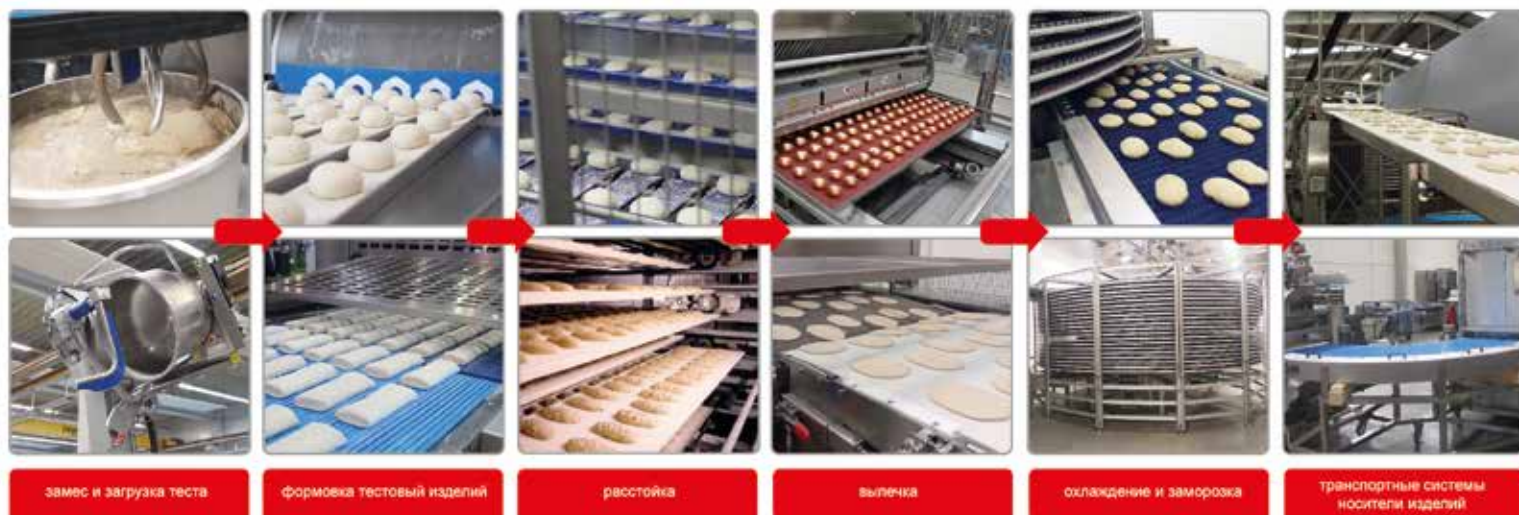 замес и загрузка теста
формовка тестовый изделий
расстойка
выпечка
охлаждение и заморозка
транспортные системы
носители изделий